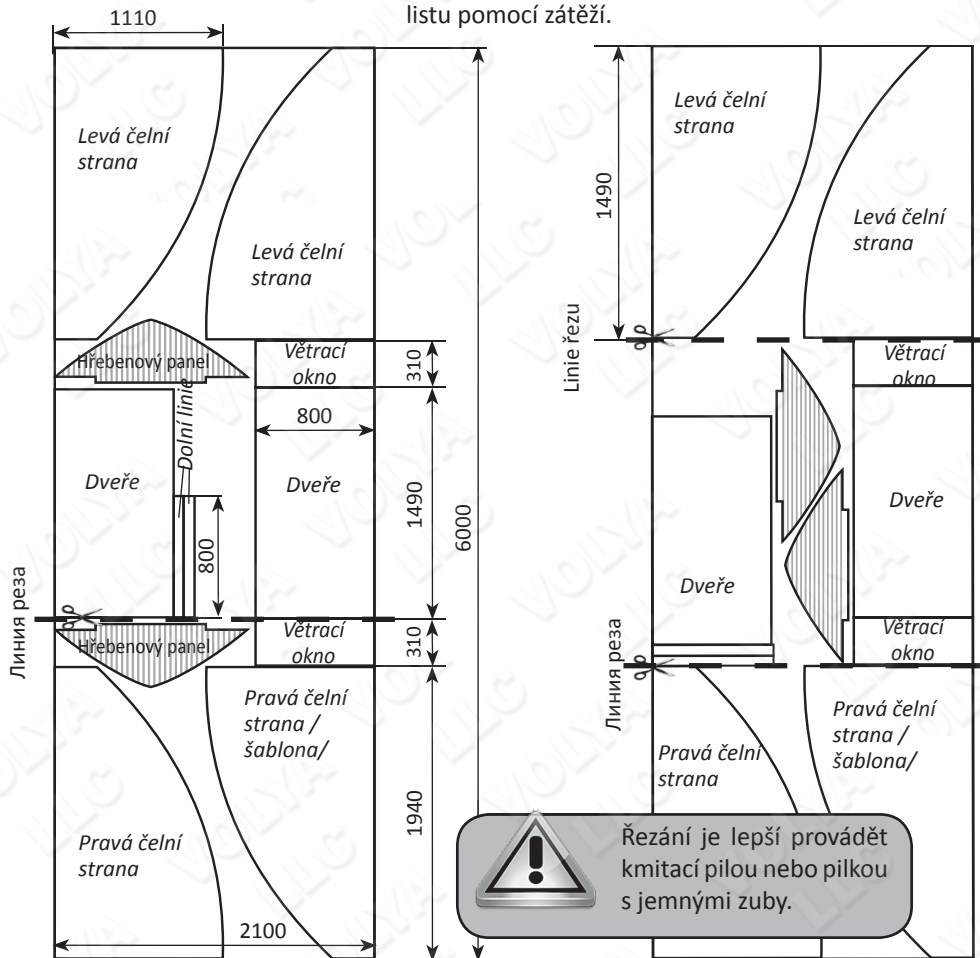 listu pomocí zátěží.
1110
Levá čelní
strana
Levá čelní
strana
Hřebenový panel
Větrací
okno
310
800
Dolní linie
Dveře
Dveře
1490
6000
800
Линия реза
Hřebenový panel
Větrací
okno
310
Pravá čelní
strana /
šablona/
Pravá čelní
strana
1940
2100
1490
Levá čelní
strana
Levá čelní
strana
Linie řezu
Větrací
okno
Dveře
Dveře
Větrací
okno
Линия реза
Pravá čelní
strana
Pravá čelní
strana /
šablona/
Řezání je lepší provádět
kmitací pilou nebo pilkou
s jemnými zuby.
VOLYA
LLC